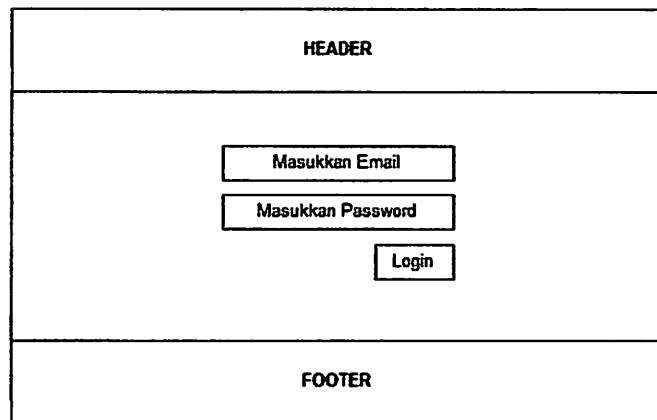 HEADER
Masukkan Email
Masukkan Password
Login
FOOTER